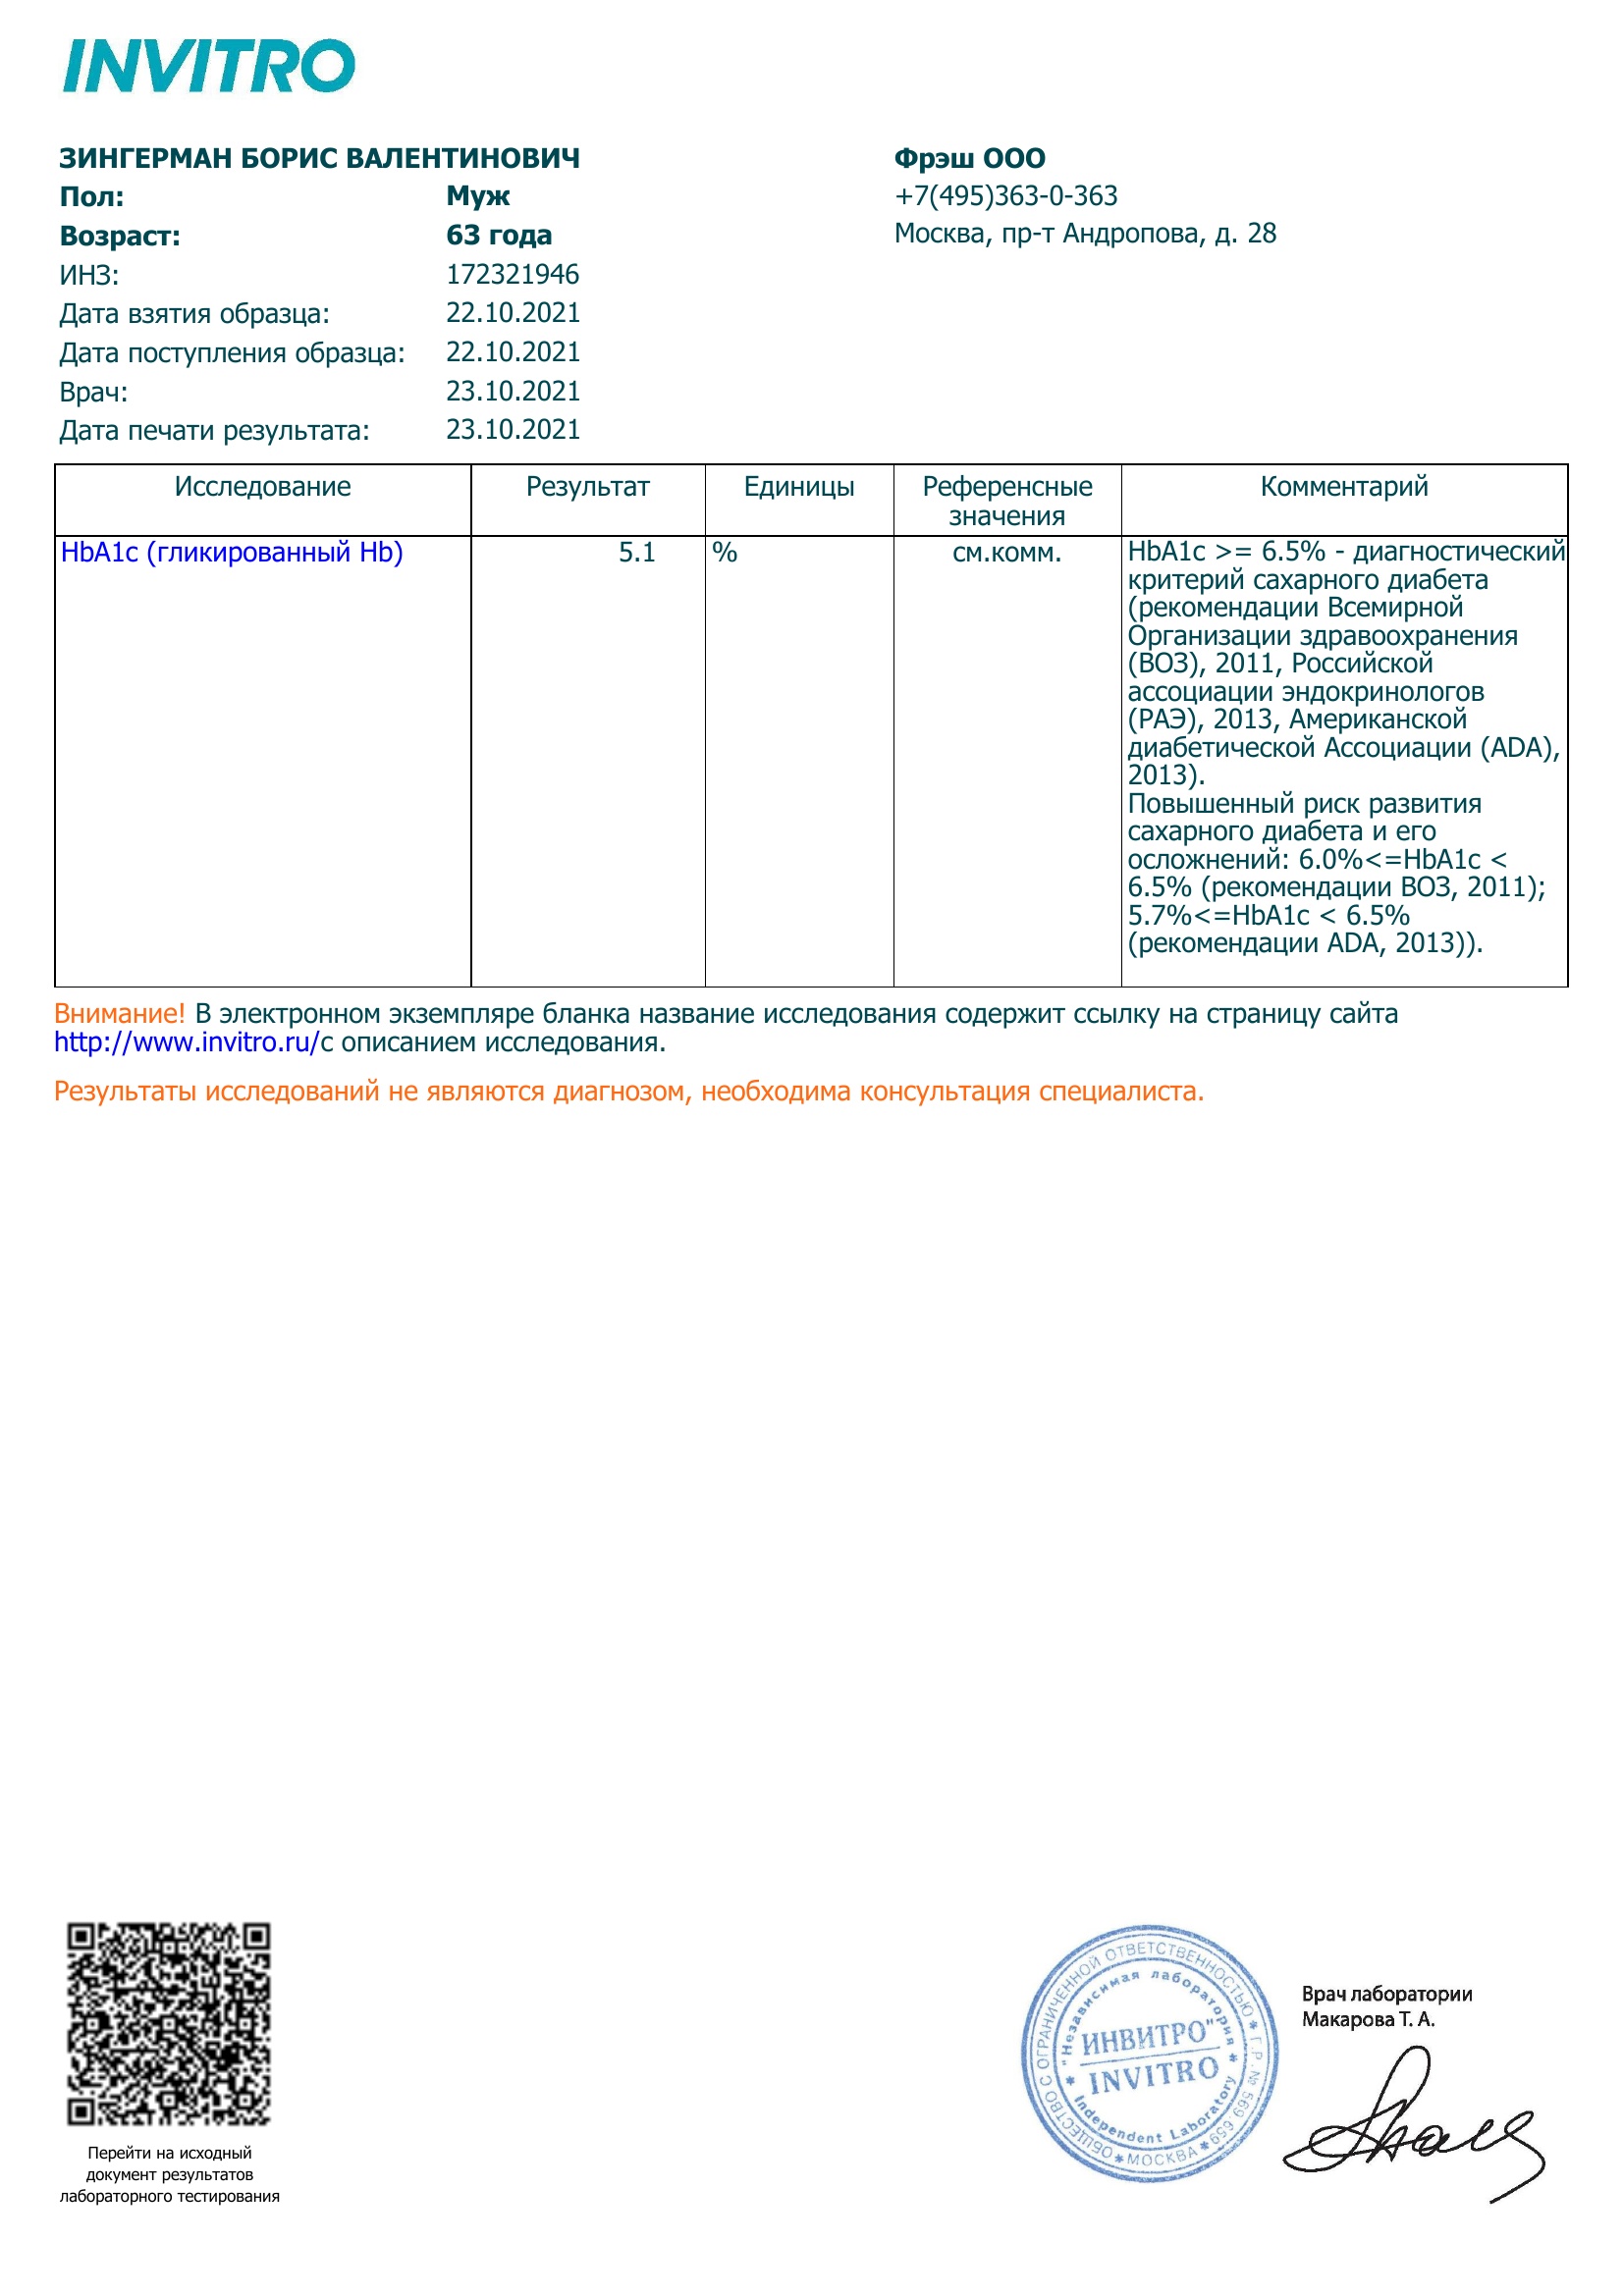 INVITRO
ЗИНГЕРМАН БОРИС ВАЛЕНТИНОВИЧ
Пол: Муж
Возраст: 63 года
ИНЗ: 172321946
Дата взятия образца: 22.10.2021
Дата поступления образца: 22.10.2021
Врач: 23.10.2021
Дата печати результата: 23.10.2021
Фрэш ООО
+7(495)363-0-363
Москва, пр-т Андропова, д. 28
Исследование Результат Единицы Референсные значения Комментарий
HbA1c (гликированный Hb) 5.1 % см.комм. HbA1c >= 6.5% - диагностический
критерий сахарного диабета
(рекомендации Всемирной
Организации здравоохранения
(ВОЗ), 2011, Российской
ассоциации эндокринологов
(РАЭ), 2013, Американской
диабетической Ассоциации (ADA),
2013).
Повышенный риск развития
сахарного диабета и его
осложнений: 6.0%<=HbA1c <
6.5% (рекомендации ВОЗ, 2011);
5.7%<=HbA1c < 6.5%
(рекомендации ADA, 2013)).
Внимание! В электронном экземпляре бланка название исследования содержит ссылку на страницу сайта
http://www.invitro.ru/с описанием исследования.
Результаты исследований не являются диагнозом, необходима консультация специалиста.
Перейти на исходный
документ результатов
лабораторного тестирования
ОБЩЕСТВО С ОГРАНИЧЕННОЙ ОТВЕТСТВЕННОСТЬЮ * Г.Р.№ 569 659 * МОСКВА *
"Независимая лаборатория
ИНВИТРО"
INVITRO
Independent Laboratory
Врач лаборатории
Макарова Т. А.